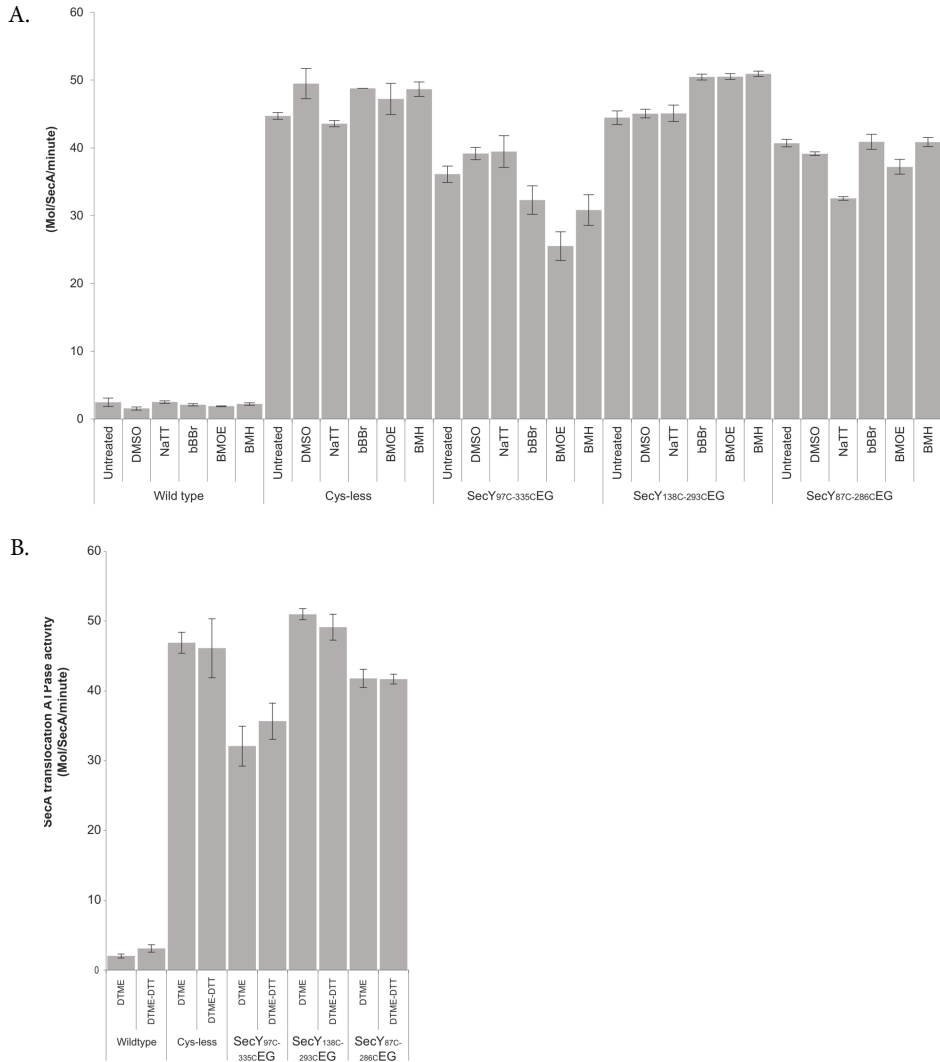 A.
60
50
40
30
20
10
0
(Mol/SecA/minute)
Untreated DMSO NaTT bBBr BMOE BMH Untreated DMSO NaTT bBBr BMOE BMH Untreated DMSO NaTT bBBr BMOE BMH Untreated DMSO NaTT bBBr BMOE BMH Untreated DMSO NaTT bBBr BMOE BMH
Wild type Cys-less SecY97C-335CEG SecY138C-293CEG SecY87C-286CEG
B.
60
50
40
30
20
10
0
SecA translocation ATPase activity
(Mol/SecA/minute)
DTME DTME-DTT DTME DTME-DTT DTME DTME-DTT DTME DTME-DTT DTME DTME-DTT
Wildtype Cys-less SecY97C- SecY138C- SecY87C-
335CEG 293CEG 286CEG